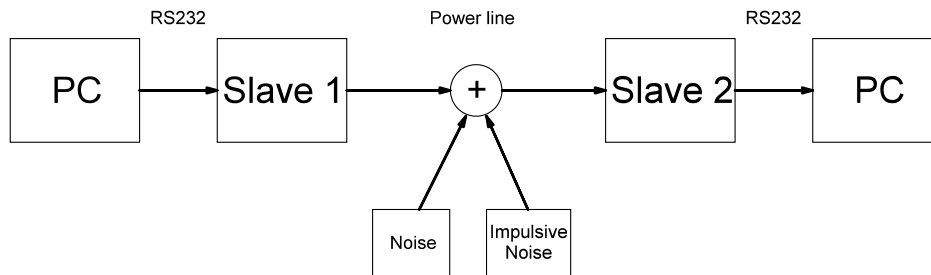 RS232
Power line
RS232
PC
Slave 1
+
Slave 2
PC
Noise
Impulsive
Noise